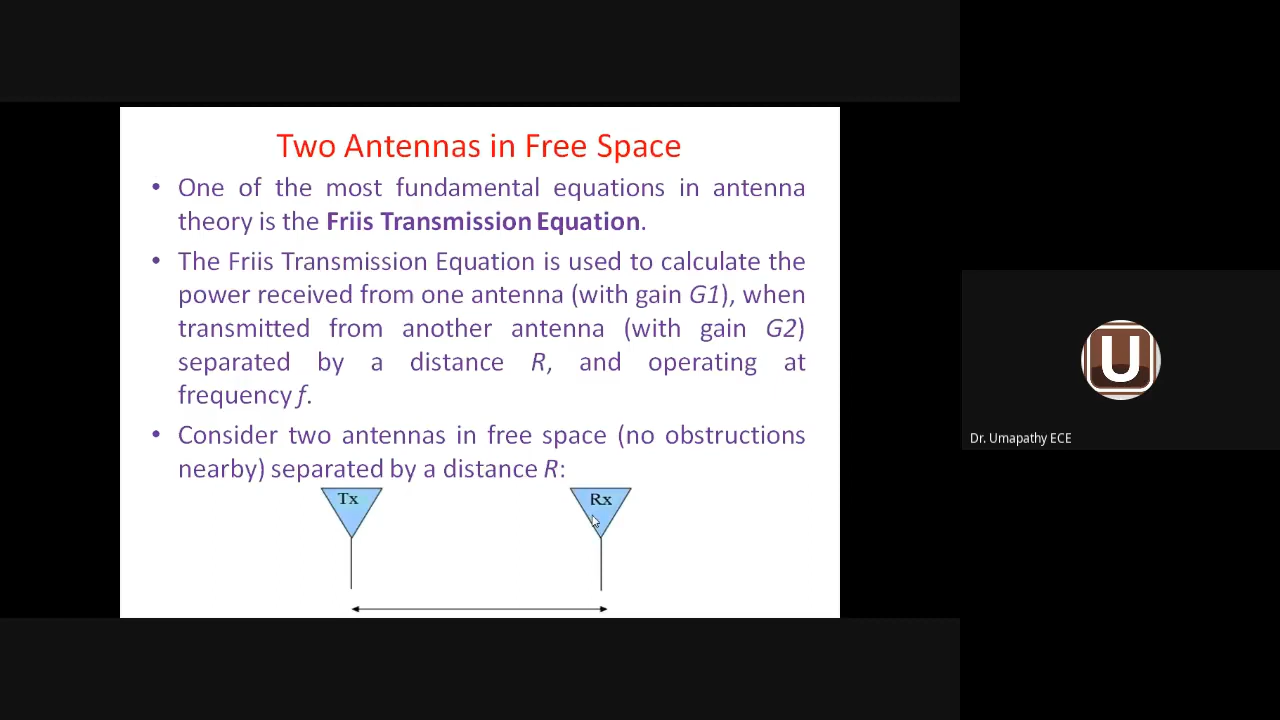 Two Antennas in Free Space
• One of the most fundamental equations in antenna
theory is the Friis Transmission Equation.
• The Friis Transmission Equation is used to calculate the
power received from one antenna (with gain G1), when
transmitted from another antenna (with gain G2)
separated by a distance R, and operating at
frequency f.
• Consider two antennas in free space (no obstructions
nearby) separated by a distance R:
Tx
Rx
U
Dr. Umapathy ECE